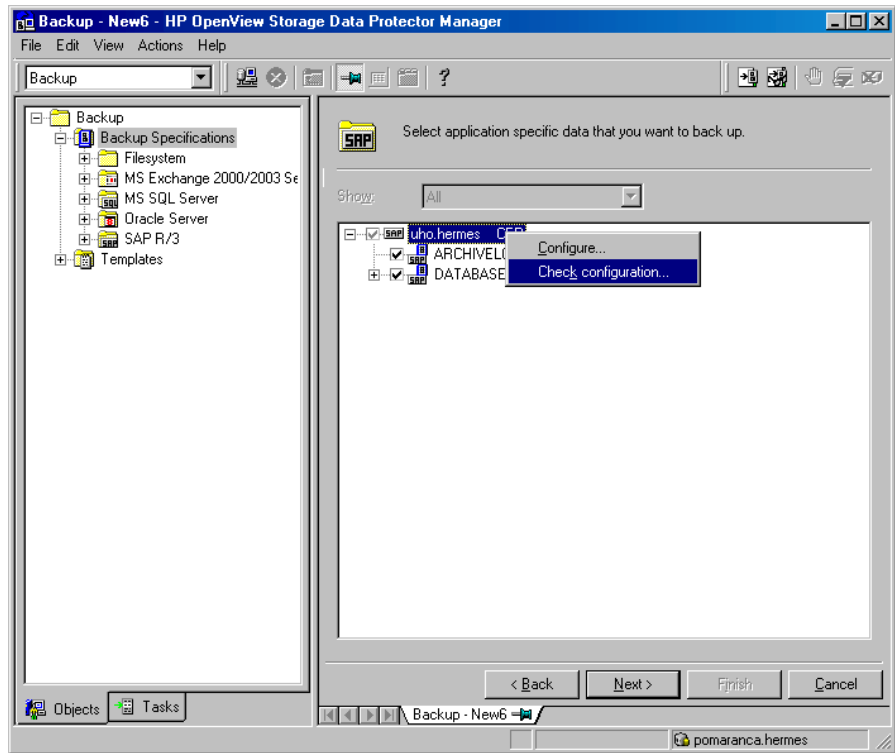 Backup - New6 - HP OpenView Storage Data Protector Manager
File Edit View Actions Help
Backup
Backup
Backup Specifications
Filesystem
MS Exchange 2000/2003 Se
MS SQL Server
Oracle Server
SAP R/3
Templates
Objects
Tasks
SAP
Select application specific data that you want to back up.
Show:
All
SAP uho.hermes
ARCHIVEL
DATABASE
Configure...
Check configuration...
< Back
Next >
Finish
Cancel
Backup - New6
pomaranca.hermes